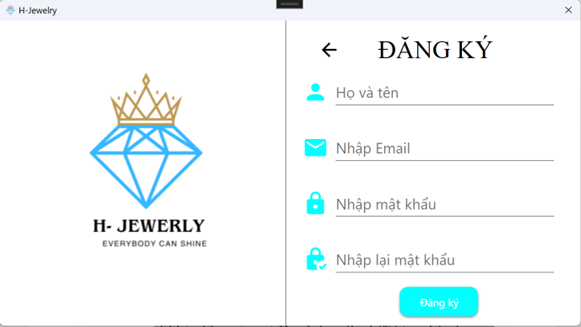 H-Jewelry
ĐĂNG KÝ
Họ và tên
Nhập Email
Nhập mật khẩu
Nhập lại mật khẩu
Đăng ký
H- JEWERLY
EVERYBODY CAN SHINE